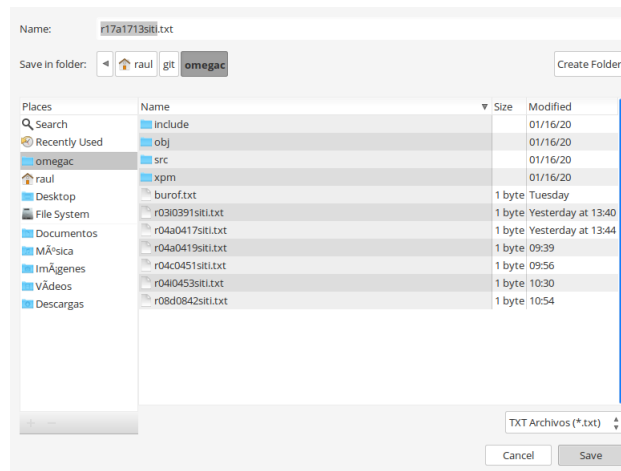 Name: r17a1713siti.txt
Save in folder: raul git omegac Create Folder
Places Name Size Modified
Search include 01/16/20
Recently Used obj 01/16/20
omegac src 01/16/20
raul xpm 01/16/20
Desktop burof.txt 1 byte Tuesday
File System r03i0391siti.txt 1 byte Yesterday at 13:40
Documentos r04a0417siti.txt 1 byte Yesterday at 13:44
MÃºsica r04a0419siti.txt 1 byte 09:39
ImÃ¡genes r04c0451siti.txt 1 byte 09:56
VÃdeos r04i0453siti.txt 1 byte 10:30
Descargas r08d0842siti.txt 1 byte 10:54
TXT Archivos (*.txt)
Cancel Save